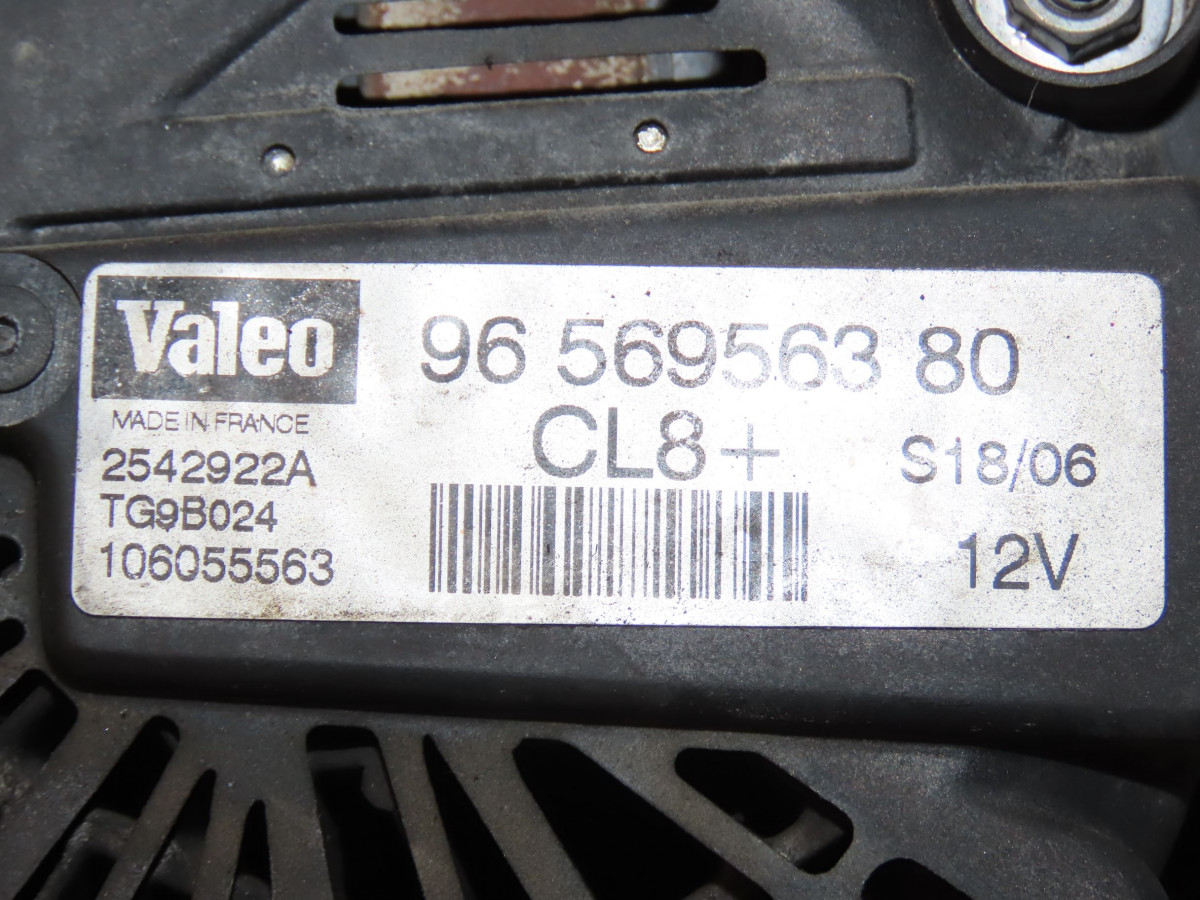 Valeo
MADE IN FRANCE
2542922A
TG9B024
106055563
96 569563 80
CL8+
S18/06
12V